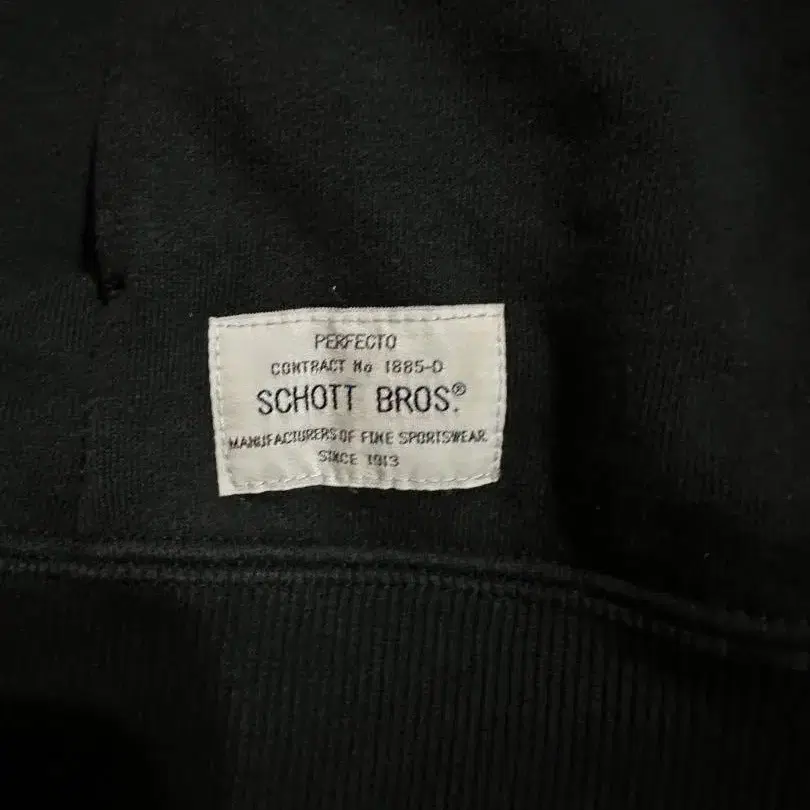 PERFECTO
CONTRACT No 1885-D
SCHOTT BROS.®
MANUFACTURERS OF FINE SPORTSWEAR
SINCE 1913